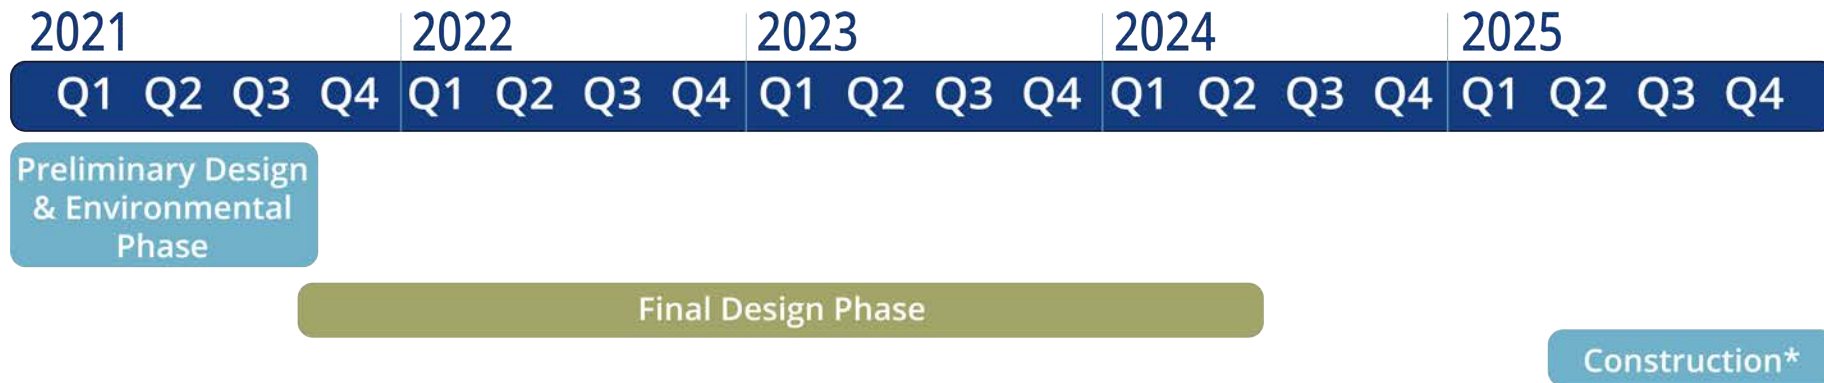 2021 2022 2023 2024 2025
Q1 Q2 Q3 Q4 Q1 Q2 Q3 Q4 Q1 Q2 Q3 Q4 Q1 Q2 Q3 Q4 Q1 Q2 Q3 Q4
Preliminary Design
& Environmental
Phase
Final Design Phase
Construction*